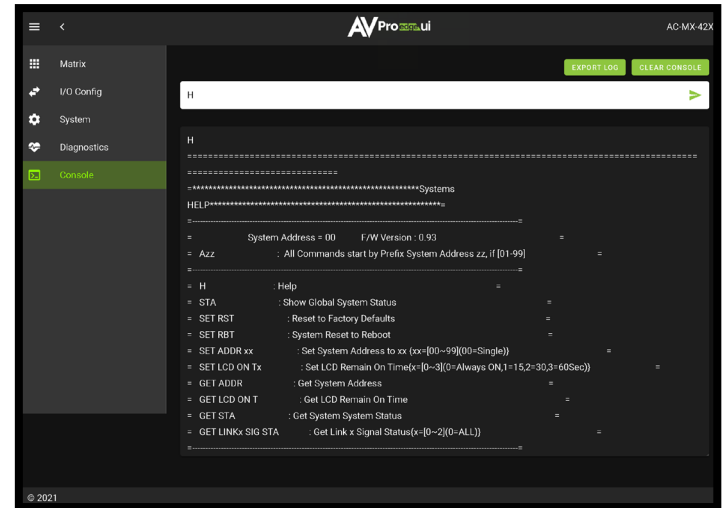 AVPro edge.ui
AC-MX-42X
Matrix
I/O Config
System
Diagnostics
Console
EXPORT LOG
CLEAR CONSOLE
H
H
=================================================================================================
=============================
=********************************************************Systems
HELP*********************************************************=
=-----------------------------------------------------------------------------------------------------------=
= System Address = 00 F/W Version : 0.93 =
= Azz : All Commands start by Prefix System Address zz, if [01-99] =
=-----------------------------------------------------------------------------------------------------------=
= H : Help =
= STA : Show Global System Status =
= SET RST : Reset to Factory Defaults =
= SET RBT : System Reset to Reboot =
= SET ADDR xx : Set System Address to xx {xx=[00~99](00=Single)} =
= SET LCD ON Tx : Set LCD Remain On Time{x=[0~3](0=Always ON,1=15,2=30,3=60Sec)} =
= GET ADDR : Get System Address =
= GET LCD ON T : Get LCD Remain On Time =
= GET STA : Get System System Status =
= GET LINKx SIG STA : Get Link x Signal Status{x=[0~2](0=ALL)} =
=-----------------------------------------------------------------------------------------------------------=
© 2021